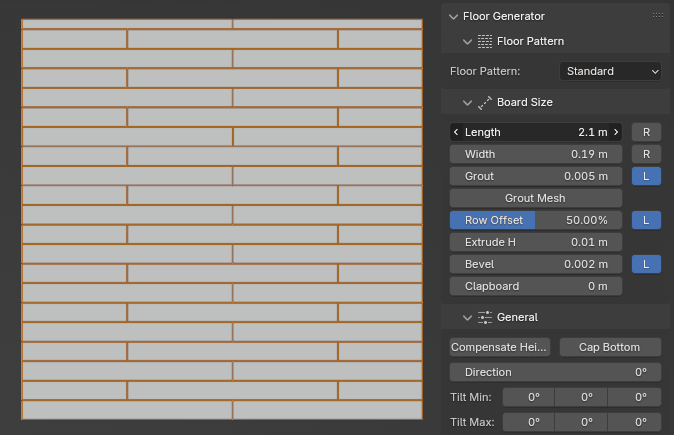 Floor Generator
Floor Pattern
Floor Pattern: Standard
Board Size
Length 2.1 m R
Width 0.19 m R
Grout 0.005 m L
Grout Mesh
Row Offset 50.00% L
Extrude H 0.01 m
Bevel 0.002 m L
Clapboard 0 m
General
Compensate Hei... Cap Bottom
Direction 0°
Tilt Min: 0° 0° 0°
Tilt Max: 0° 0° 0°